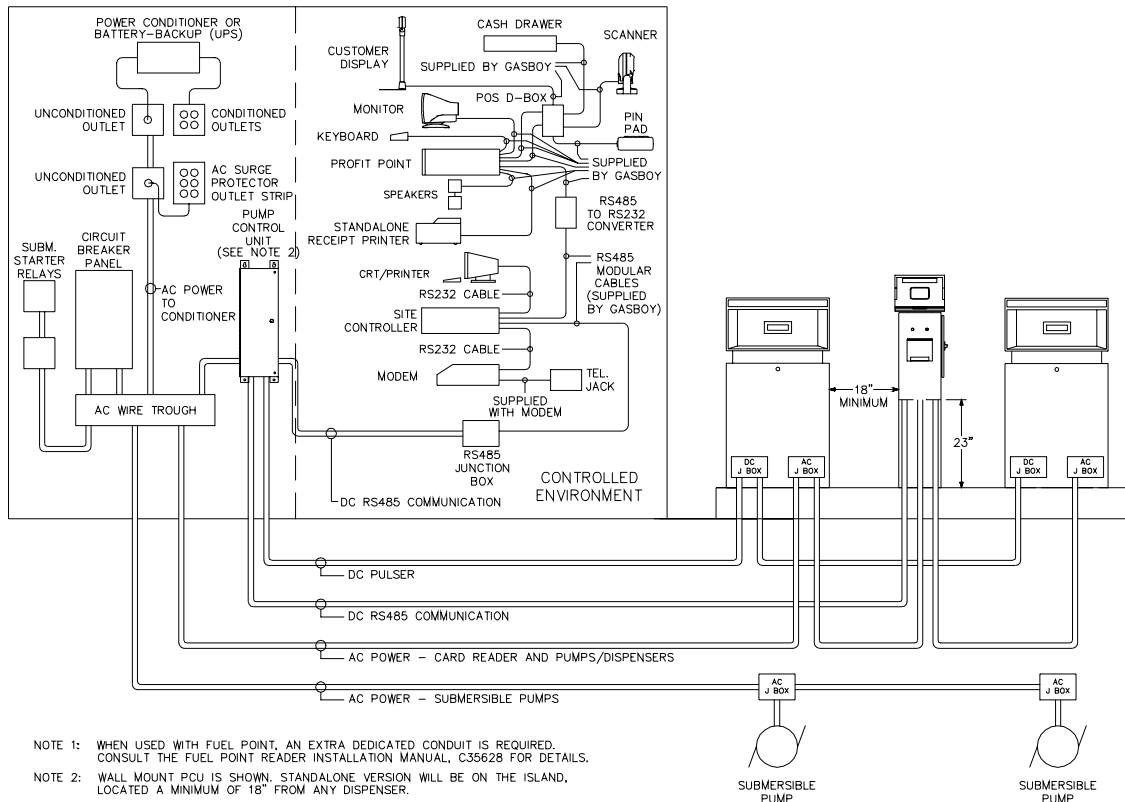 POWER CONDITIONER OR
BATTERY-BACKUP (UPS)
UNCONDITIONED
OUTLET
CONDITIONED
OUTLETS
UNCONDITIONED
OUTLET
AC SURGE
PROTECTOR
OUTLET STRIP
SUBM.
STARTER
RELAYS
CIRCUIT
BREAKER
PANEL
PUMP
CONTROL
UNIT
(SEE NOTE 2)
AC POWER
TO
CONDITIONER
AC WIRE TROUGH
CUSTOMER
DISPLAY
CASH DRAWER
SCANNER
SUPPLIED BY GASBOY
POS D-BOX
MONITOR
KEYBOARD
PIN
PAD
PROFIT POINT
SUPPLIED
BY GASBOY
SPEAKERS
RS485
TO RS232
CONVERTER
STANDALONE
RECEIPT PRINTER
CRT/PRINTER
RS485
MODULAR
CABLES
(SUPPLIED
BY GASBOY)
RS232 CABLE
SITE
CONTROLLER
RS232 CABLE
MODEM
TEL.
JACK
SUPPLIED
WITH MODEM
RS485
JUNCTION
BOX
CONTROLLED
ENVIRONMENT
DC RS485 COMMUNICATION
18"
MINIMUM
23"
DC
J BOX
AC
J BOX
DC
J BOX
AC
J BOX
DC PULSER
DC RS485 COMMUNICATION
AC POWER - CARD READER AND PUMPS/DISPENSERS
AC POWER - SUBMERSIBLE PUMPS
AC
J BOX
AC
J BOX
SUBMERSIBLE
PUMP
SUBMERSIBLE
PUMP
NOTE 1: WHEN USED WITH FUEL POINT, AN EXTRA DEDICATED CONDUIT IS REQUIRED.
CONSULT THE FUEL POINT READER INSTALLATION MANUAL, C35628 FOR DETAILS.
NOTE 2: WALL MOUNT PCU IS SHOWN. STANDALONE VERSION WILL BE ON THE ISLAND,
LOCATED A MINIMUM OF 18" FROM ANY DISPENSER.